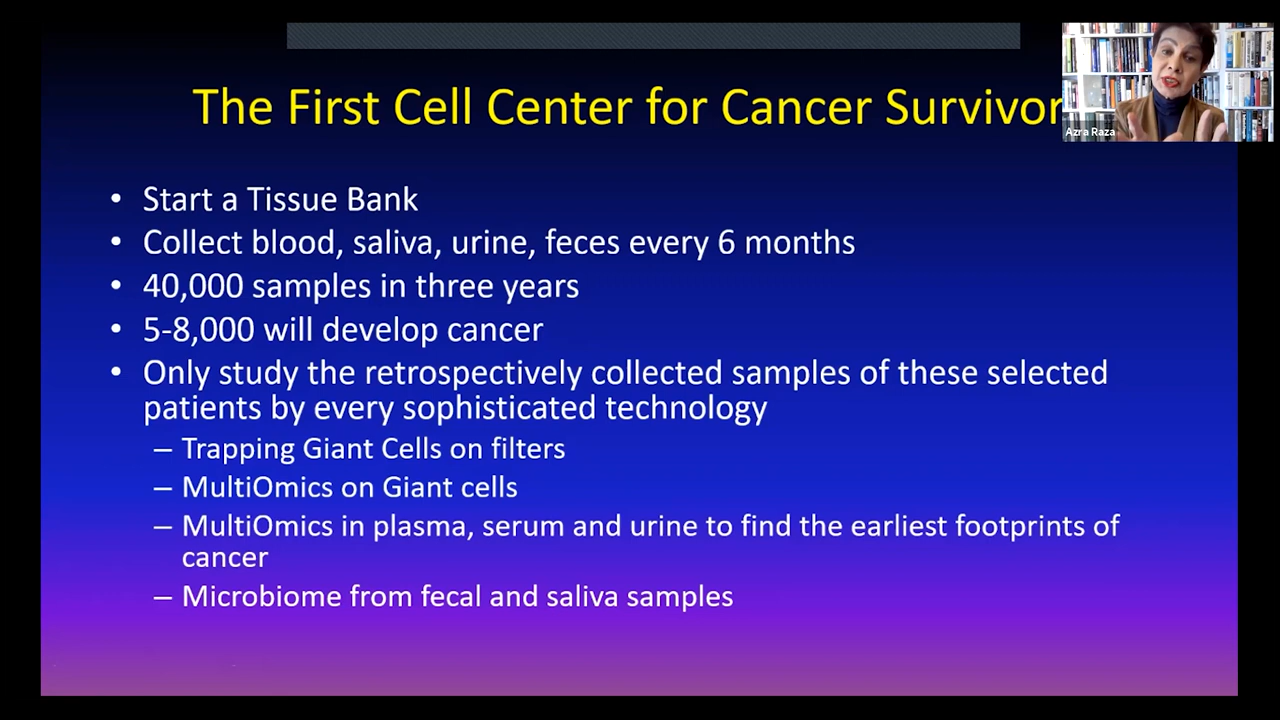 The First Cell Center for Cancer Survivor
Azra Raza
• Start a Tissue Bank
• Collect blood, saliva, urine, feces every 6 months
• 40,000 samples in three years
• 5-8,000 will develop cancer
• Only study the retrospectively collected samples of these selected
patients by every sophisticated technology
– Trapping Giant Cells on filters
– MultiOmics on Giant cells
– MultiOmics in plasma, serum and urine to find the earliest footprints of
cancer
– Microbiome from fecal and saliva samples